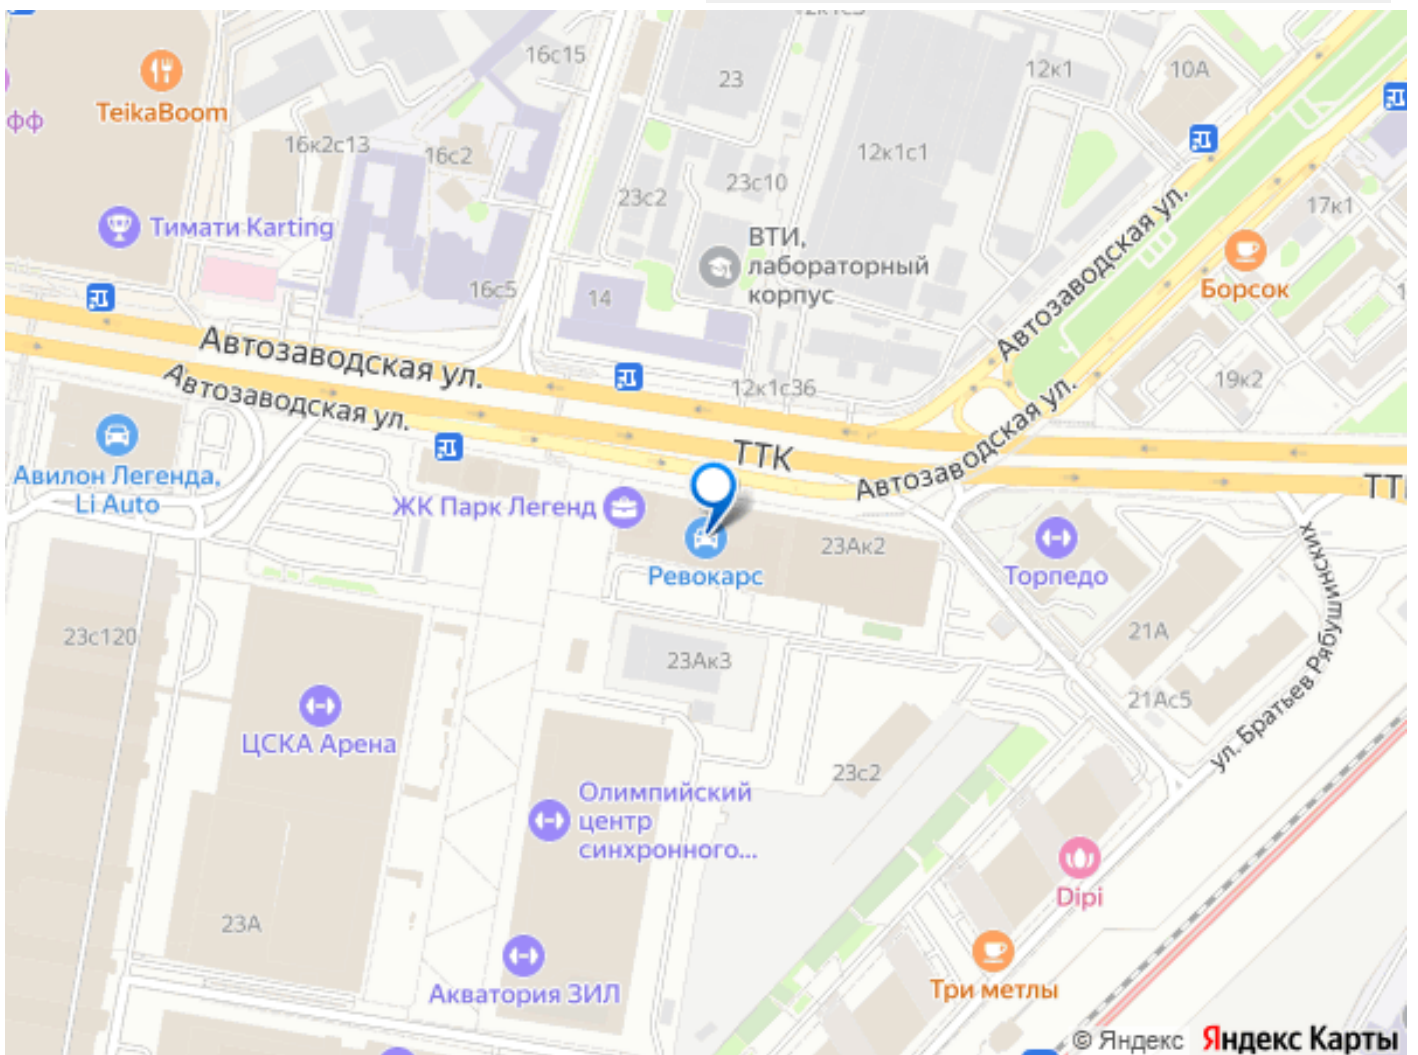 16с15
23
12к1
10А
TeikaBoom
фф
16к2с13
16с2
12к1с1
23с2
23с10
17к1
Тимати Karting
ВТИ,
лабораторный
корпус
Автозаводская ул.
Борсок
16с5
14
Автозаводская ул.
12к1с36
19к2
Автозаводская ул.
Автозаводская ул.
ТТК
Авилон Легенда,
Li Auto
ЖК Парк Легенд
23Ак2
Ревокарс
Торпедо
ул. Братьев Рябушинских
23с120
23Ак3
21А
21Ас5
ЦСКА Арена
23с2
Олимпийский
центр
синхронного...
Dipi
23А
Акватория ЗИЛ
Три метлы
© Яндекс Яндекс Карты